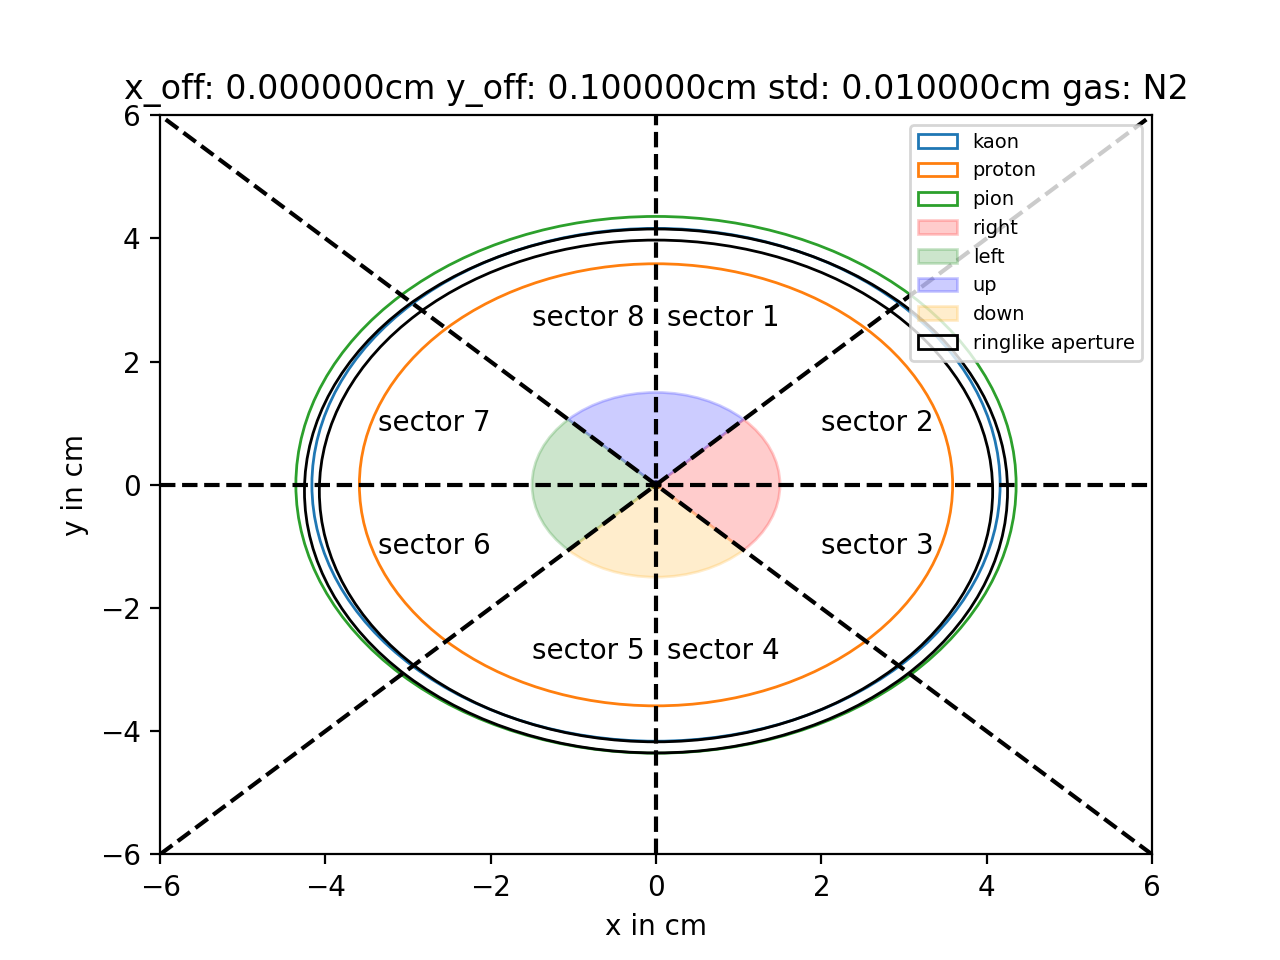 x_off: 0.000000cm y_off: 0.100000cm std: 0.010000cm gas: N2
6
4
2
0
−2
−4
−6
y in cm
kaon
proton
pion
right
left
up
down
ringlike aperture
sector 8 sector 1
sector 7 sector 2
sector 6 sector 3
sector 5 sector 4
−6 −4 −2 0 2 4 6
x in cm